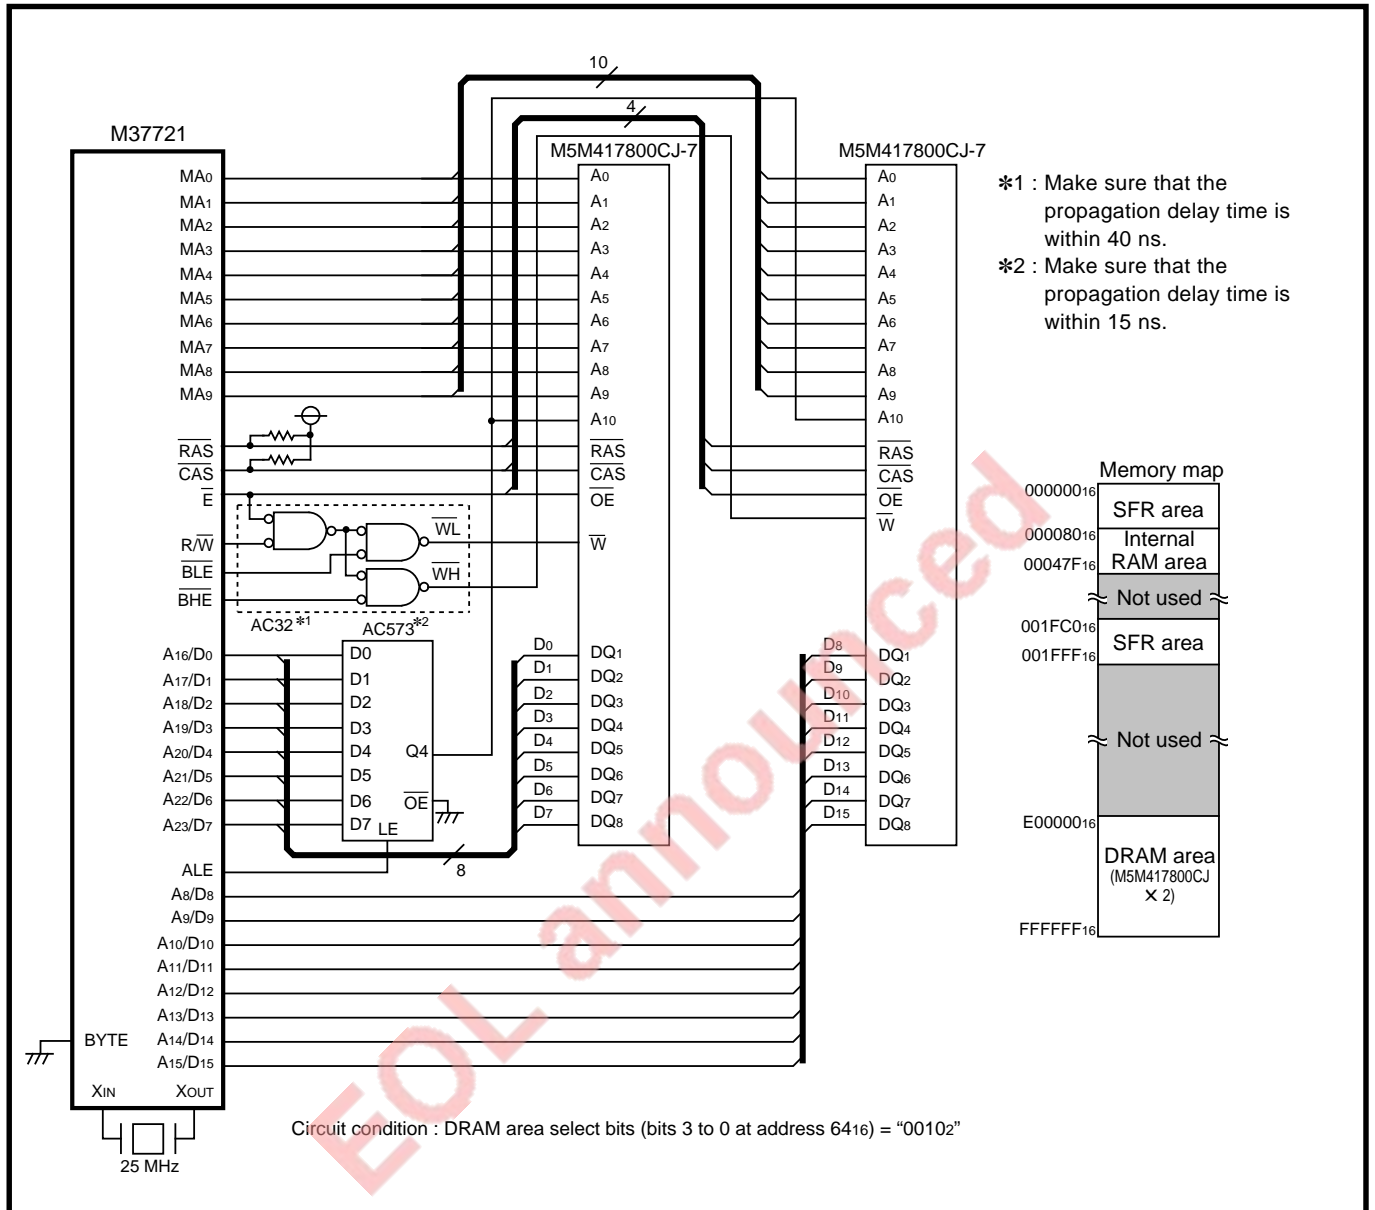 10
4
M37721
M5M417800CJ-7
M5M417800CJ-7
MA0
MA1
MA2
MA3
MA4
MA5
MA6
MA7
MA8
MA9
RAS
CAS
E
R/W
BLE
BHE
A16/D0
A17/D1
A18/D2
A19/D3
A20/D4
A21/D5
A22/D6
A23/D7
ALE
A8/D8
A9/D9
A10/D10
A11/D11
A12/D12
A13/D13
A14/D14
A15/D15
BYTE
XIN
XOUT
25 MHz
WL
WH
AC32*1
AC573*2
D0
D1
D2
D3
D4
D5
D6
D7
Q4
OE
LE
8
A0
A1
A2
A3
A4
A5
A6
A7
A8
A9
A10
RAS
CAS
OE
W
D0
D1
D2
D3
D4
D5
D6
D7
DQ1
DQ2
DQ3
DQ4
DQ5
DQ6
DQ7
DQ8
A0
A1
A2
A3
A4
A5
A6
A7
A8
A9
A10
RAS
CAS
OE
W
D8
D9
D10
D11
D12
D13
D14
D15
DQ1
DQ2
DQ3
DQ4
DQ5
DQ6
DQ7
DQ8
*1 : Make sure that the
propagation delay time is
within 40 ns.
*2 : Make sure that the
propagation delay time is
within 15 ns.
Memory map
00000016
SFR area
00008016
Internal
RAM area
00047F16
Not used
001FC016
SFR area
001FFF16
Not used
E0000016
DRAM area
(M5M417800CJ
× 2)
FFFFFF16
Circuit condition : DRAM area select bits (bits 3 to 0 at address 6416) = “00102”
EOL announced